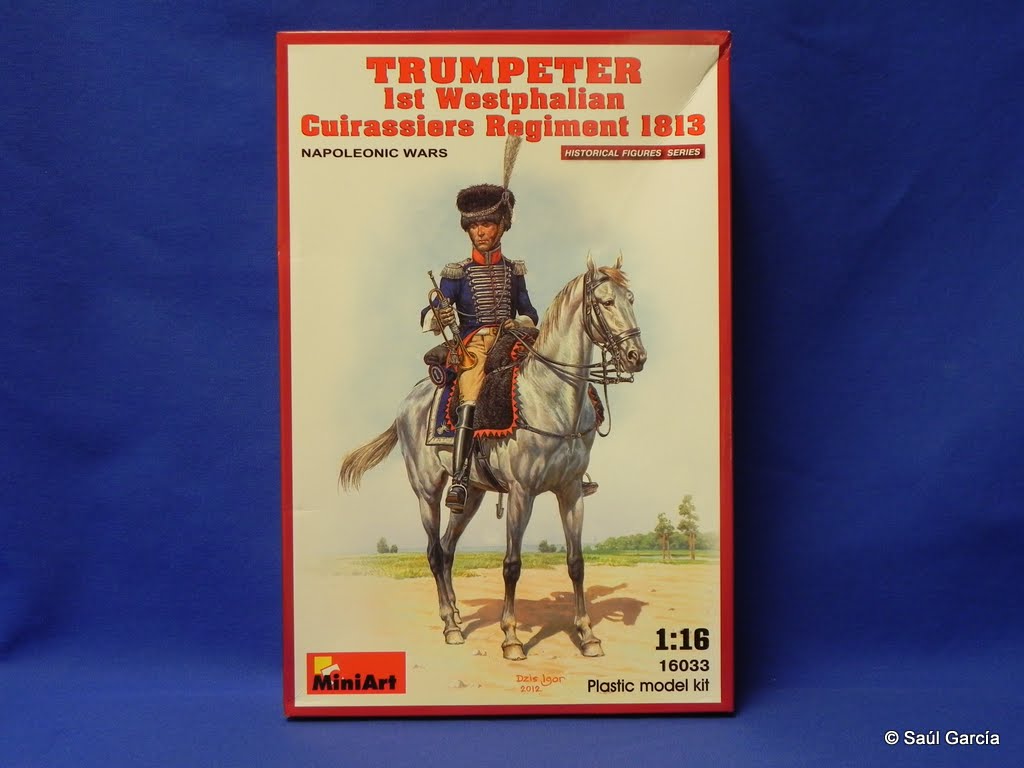 TRUMPETER
1st Westphalian
Cuirassiers Regiment 1813
NAPOLEONIC WARS
HISTORICAL FIGURES SERIES
1:16
16033
Plastic model kit
MiniArt
Dzis Igor
2012
© Saúl García